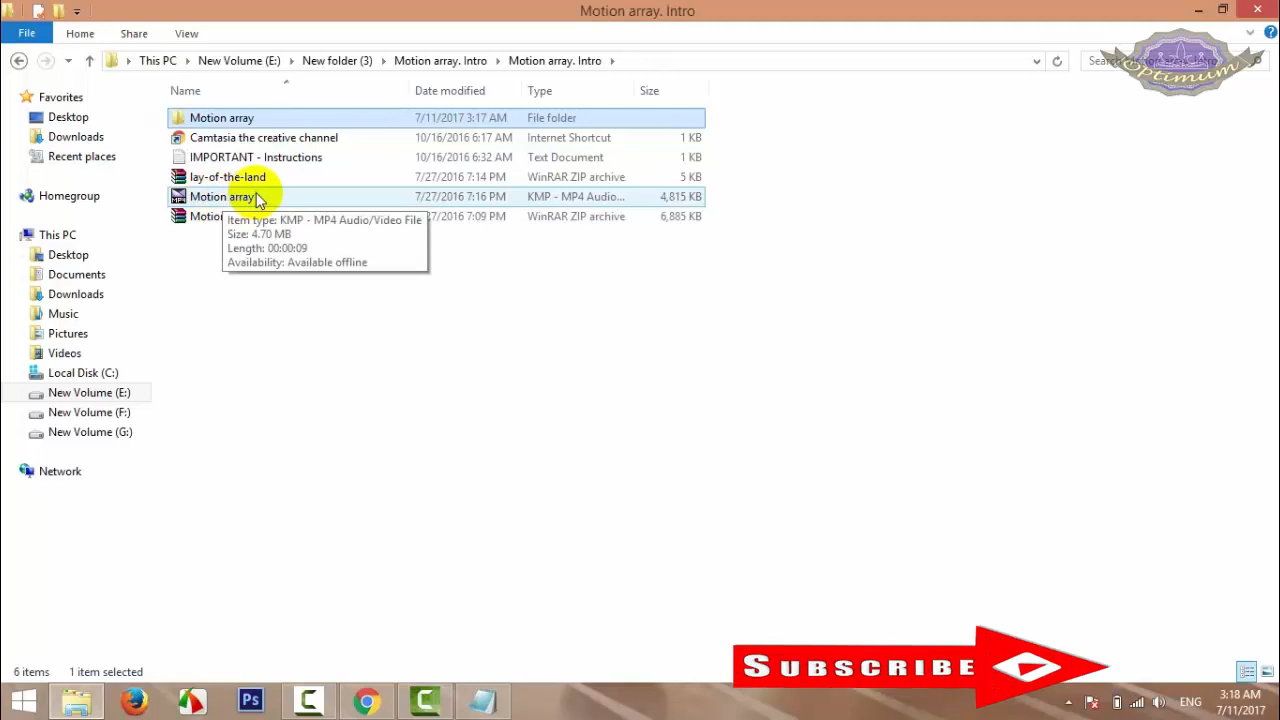 Motion array. Intro
File Home Share View
This PC New Volume (E:) New folder (3) Motion array. Intro Motion array. Intro
Optimum
Name Date modified Type Size
Favorites
Desktop
Downloads
Recent places
Homegroup
This PC
Desktop
Documents
Downloads
Music
Pictures
Videos
Local Disk (C:)
New Volume (E:)
New Volume (F:)
New Volume (G:)
Network
Motion array 7/11/2017 3:17 AM File folder
Camtasia the creative channel 10/16/2016 6:17 AM Internet Shortcut 1 KB
IMPORTANT - Instructions 10/16/2016 6:32 AM Text Document 1 KB
lay-of-the-land 7/27/2016 7:14 PM WinRAR ZIP archive 5 KB
Motion array 7/27/2016 7:16 PM KMP - MP4 Audio... 4,815 KB
/27/2016 7:09 PM WinRAR ZIP archive 6,885 KB
Item type: KMP - MP4 Audio/Video File
Size: 4.70 MB
Length: 00:00:09
Availability: Available offline
6 items 1 item selected
SUBSCRIBE
Ps
ENG
3:18 AM
7/11/2017